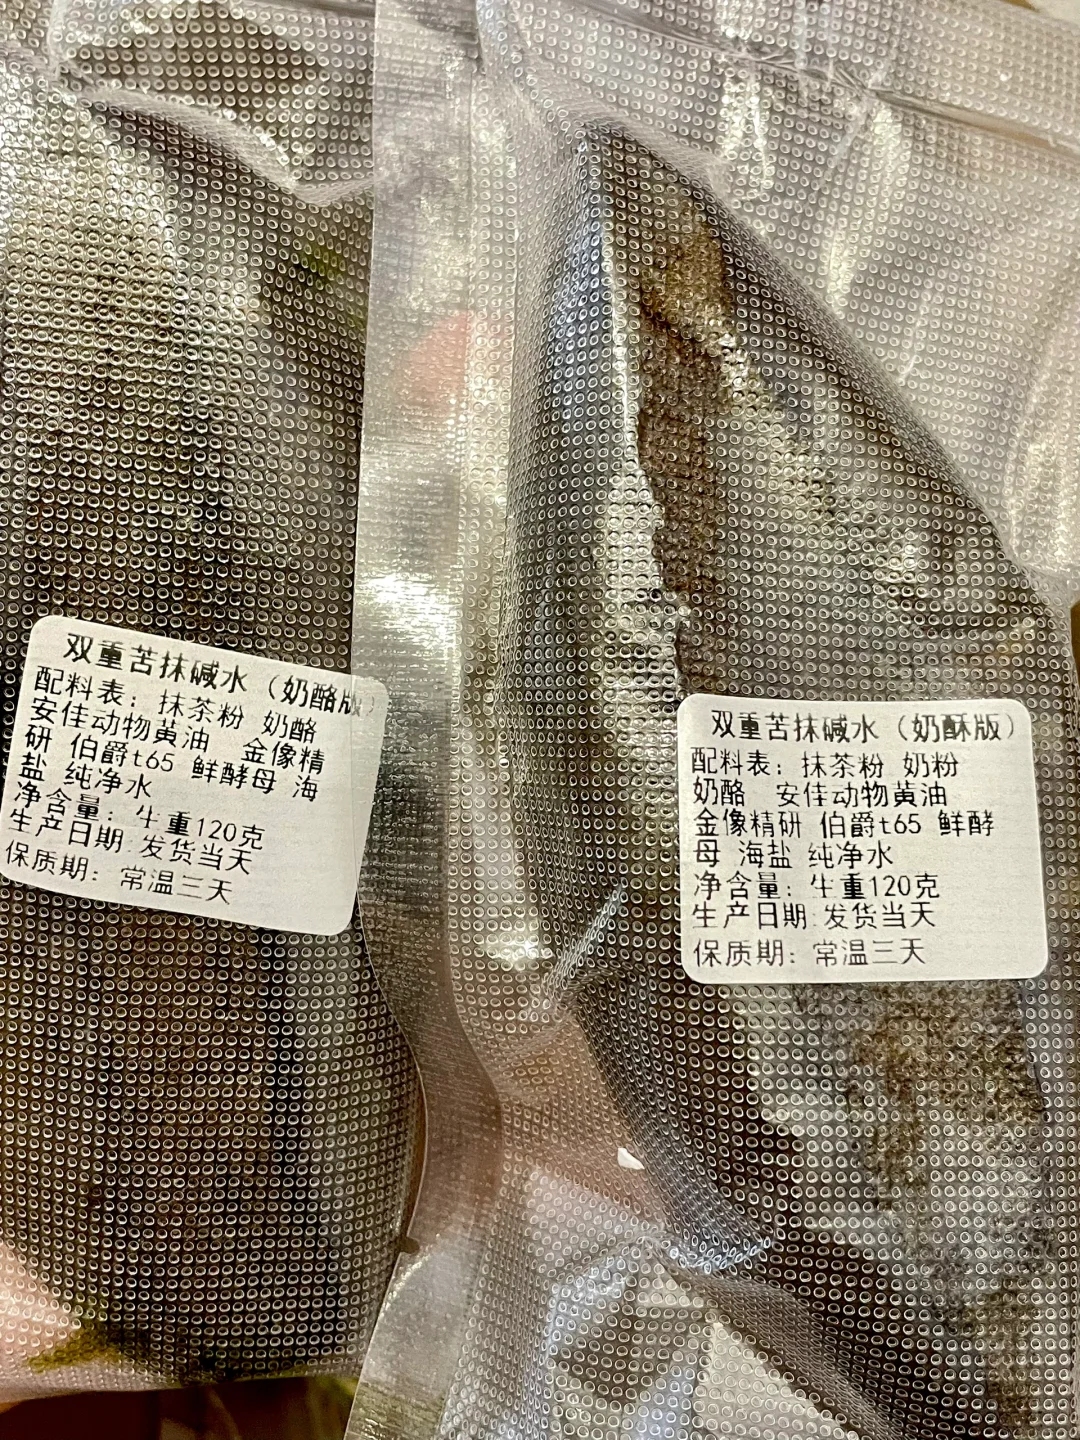 双重苦抹碱水（奶酪版）
配料表：抹茶粉 奶酪
安佳动物黄油 金像精
研 伯爵t65 鲜酵母 海
盐 纯净水
净含量：生重120克
生产日期:发货当天
保质期：常温三天
双重苦抹碱水（奶酥版）
配料表：抹茶粉 奶粉
奶酪 安佳动物黄油
金像精研 伯爵t65 鲜酵
母 海盐 纯净水
净含量：生重120克
生产日期:发货当天
保质期：常温三天